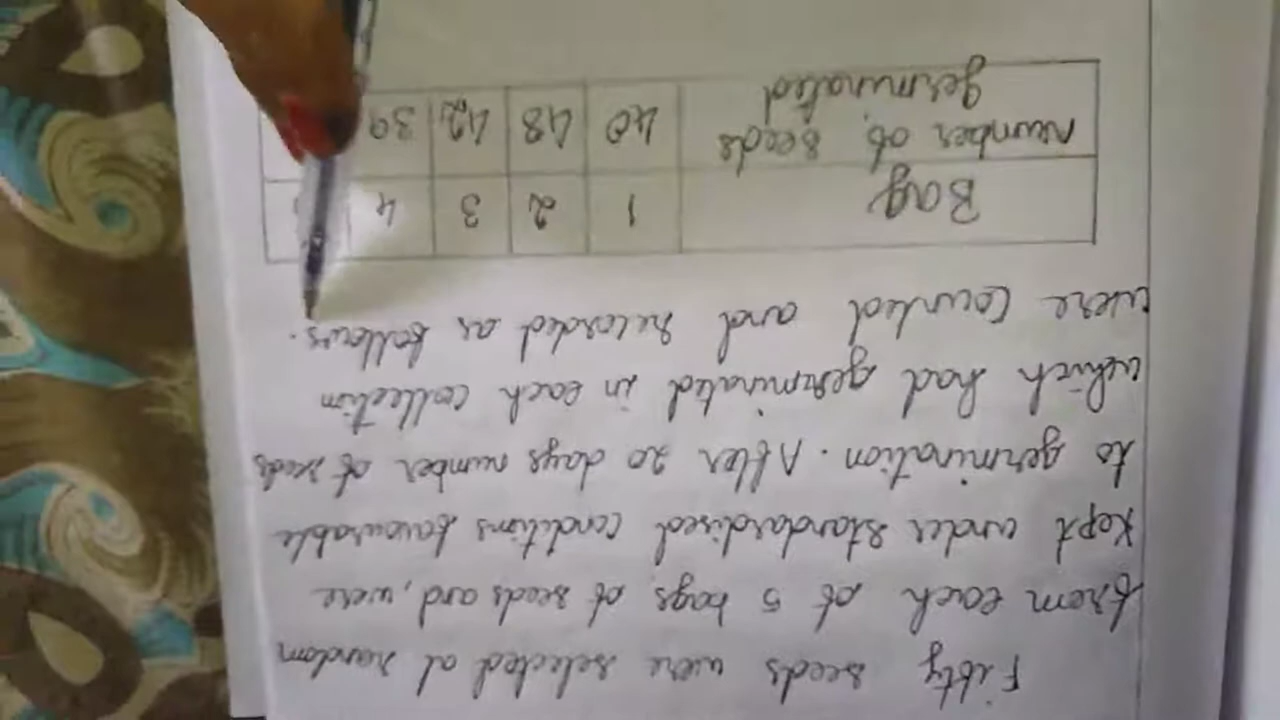 Fifty seeds were selected at random
from each of 5 bags of seeds and, were
kept under standardised conditions favourable
to germination. After 20 days number of seeds
which had germinated in each collection
were counted and recorded as follows.
Bag 1 2 3 4
number of seeds germinated 40 48 42 39